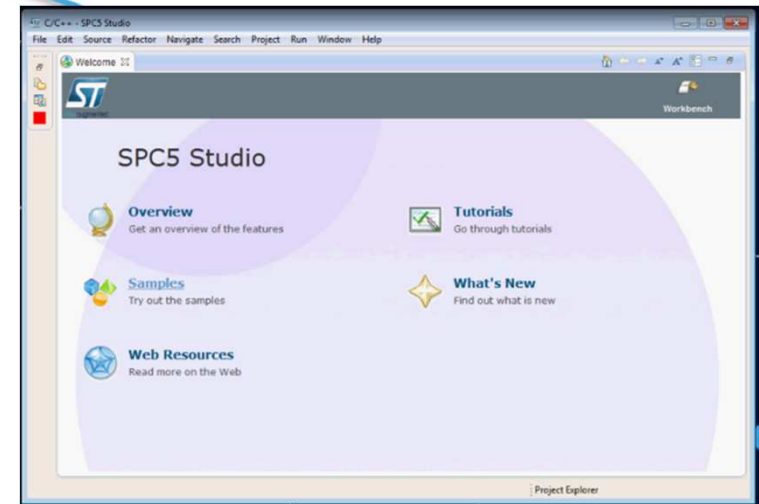 C/C++ - SPC5 Studio
File Edit Source Refactor Navigate Search Project Run Window Help
Welcome
ST
Workbench
SPC5 Studio
Overview
Get an overview of the features
Tutorials
Go through tutorials
Samples
Try out the samples
What's New
Find out what is new
Web Resources
Read more on the Web
Project Explorer